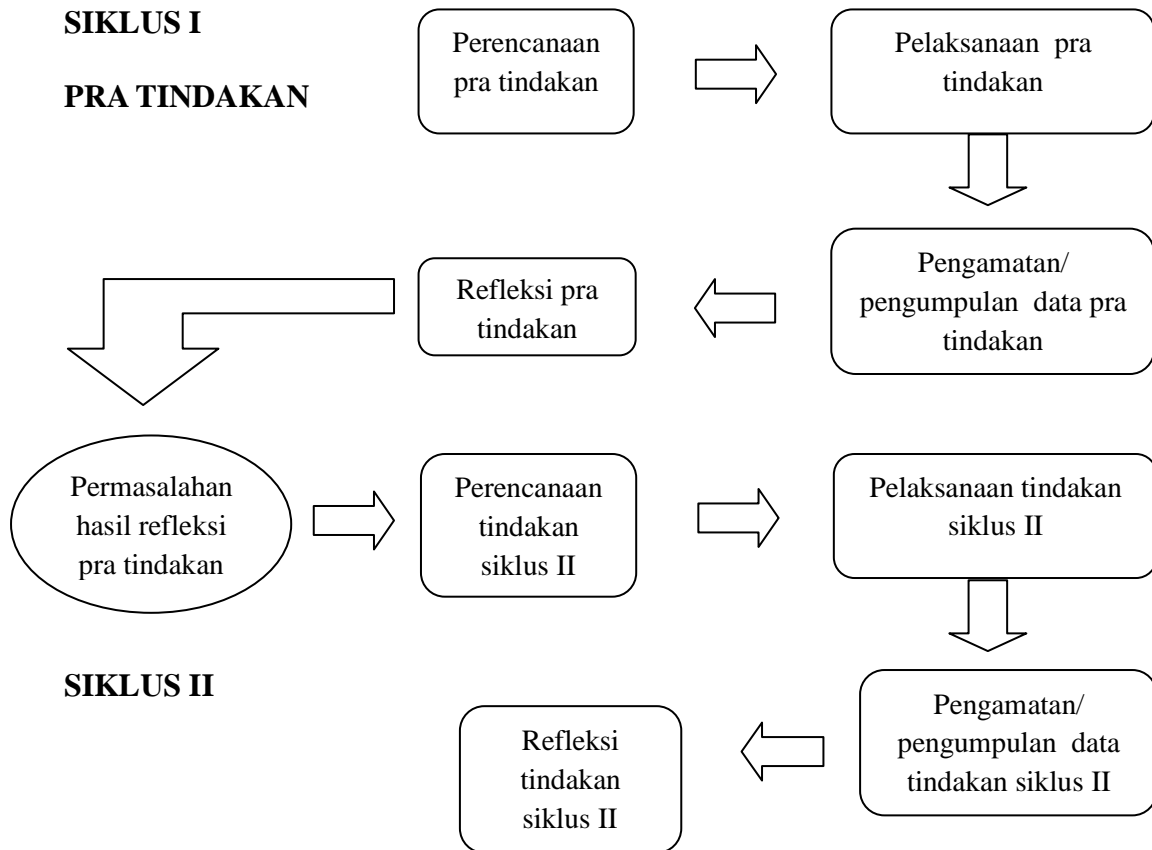 SIKLUS I
PRA TINDAKAN
Perencanaan
pra tindakan
Pelaksanaan pra
tindakan
Pengamatan/
pengumpulan data pra
tindakan
Refleksi pra
tindakan
Permasalahan
hasil refleksi
pra tindakan
Perencanaan
tindakan
siklus II
Pelaksanaan tindakan
siklus II
SIKLUS II
Pengamatan/
pengumpulan data
tindakan siklus II
Refleksi
tindakan
siklus II